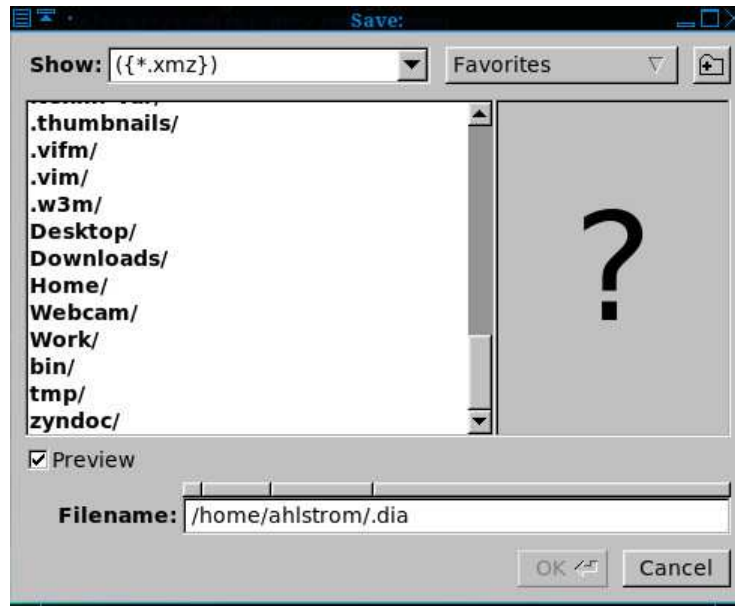 Save:
Show: ({*.xmz}) Favorites
.thumbnails/
.vifm/
.vim/
.w3m/
Desktop/
Downloads/
Home/
Webcam/
Work/
bin/
tmp/
zyndoc/
?
Preview
Filename: /home/ahlstrom/.dia
OK Cancel